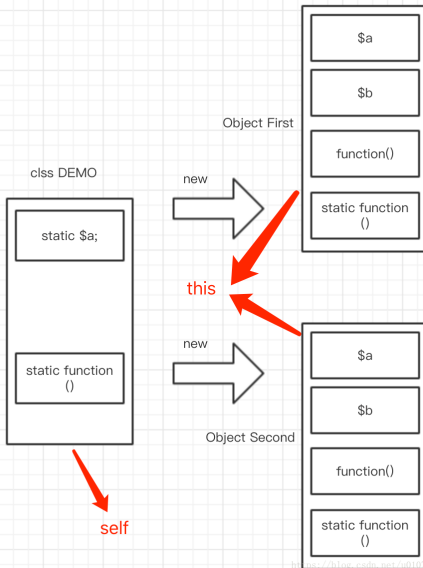 $a
$b
Object First
function()
clss DEMO
new
static function
()
static $a;
this
new
$a
static function
()
$b
Object Second
function()
self
static function
()